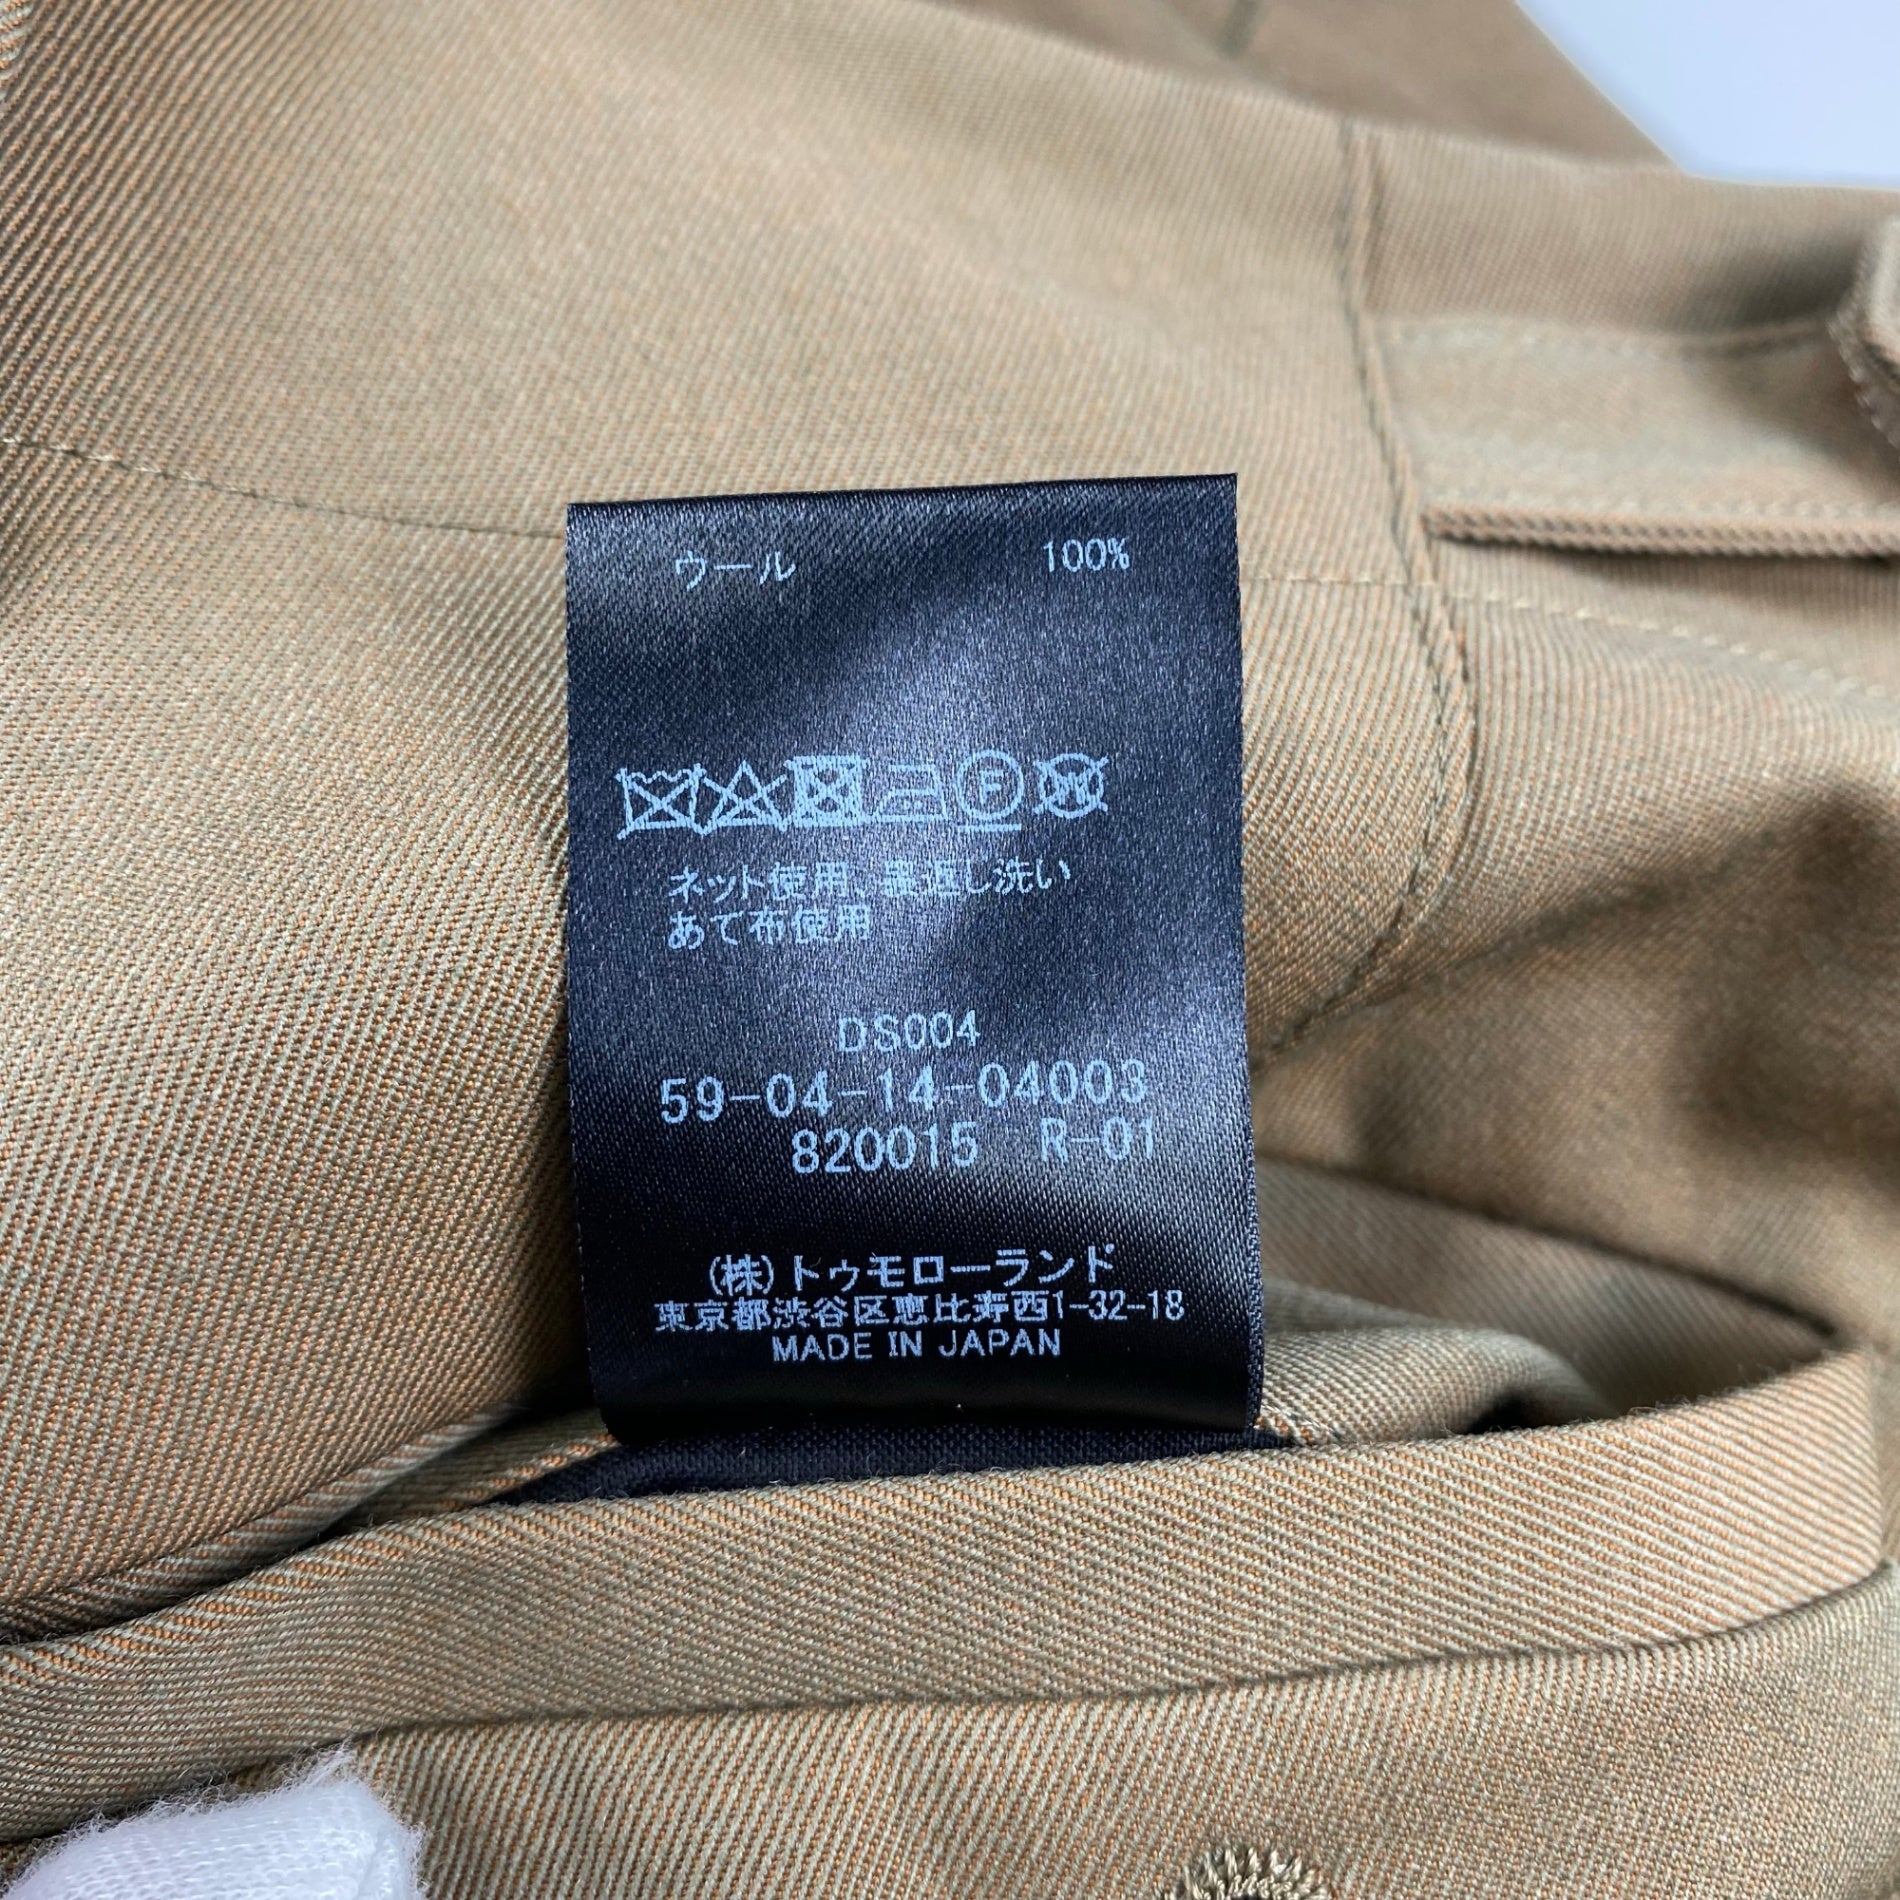 ウール 100%
ネット使用、裏返し洗い
あて布使用
DS004
59-04-14-04003
820015 R-01
(株)トゥモローランド
東京都渋谷区恵比寿西1-32-18
MADE IN JAPAN